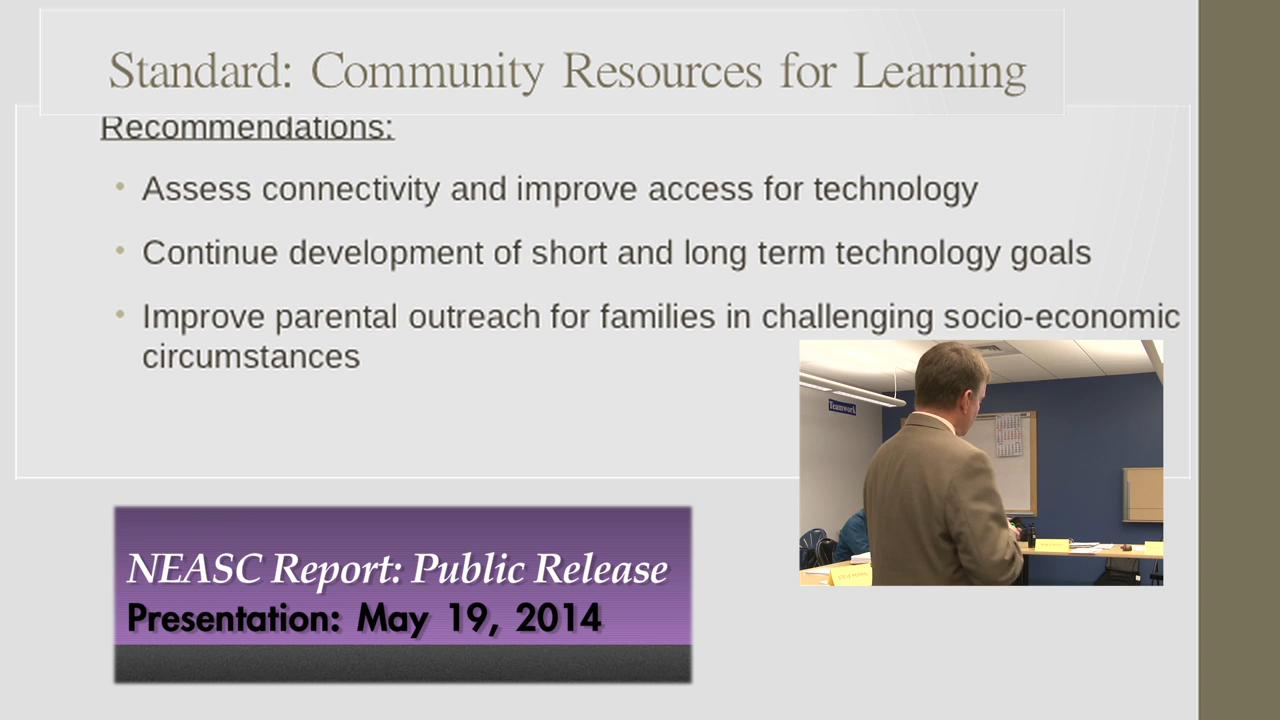 Standard: Community Resources for Learning
Recommendations:
• Assess connectivity and improve access for technology
• Continue development of short and long term technology goals
• Improve parental outreach for families in challenging socio-economic
circumstances
Teamwork
NEASC Report: Public Release
Presentation: May 19, 2014